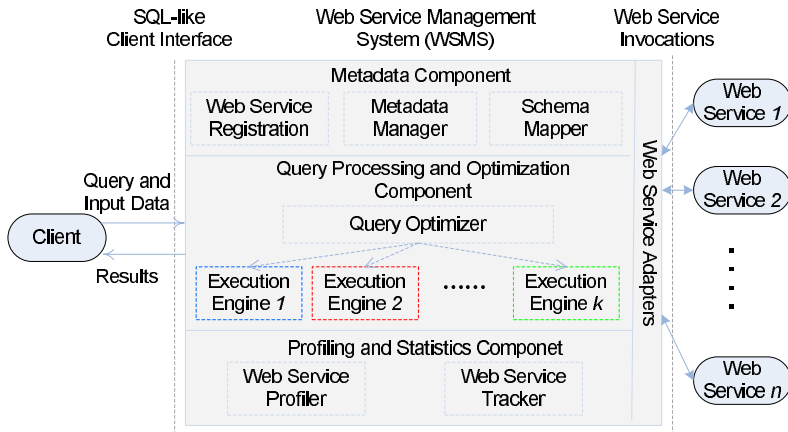 SQL-like
Client Interface
Web Service Management
System (WSMS)
Web Service
Invocations
Metadata Component
Web Service
Registration
Metadata
Manager
Schema
Mapper
Query Processing and Optimization
Component
Query Optimizer
Execution
Engine 1
Execution
Engine 2
......
Execution
Engine k
Profiling and Statistics Componet
Web Service
Profiler
Web Service
Tracker
Web Service Adapters
Query and
Input Data
Client
Results
Web
Service 1
Web
Service 2
Web
Service n